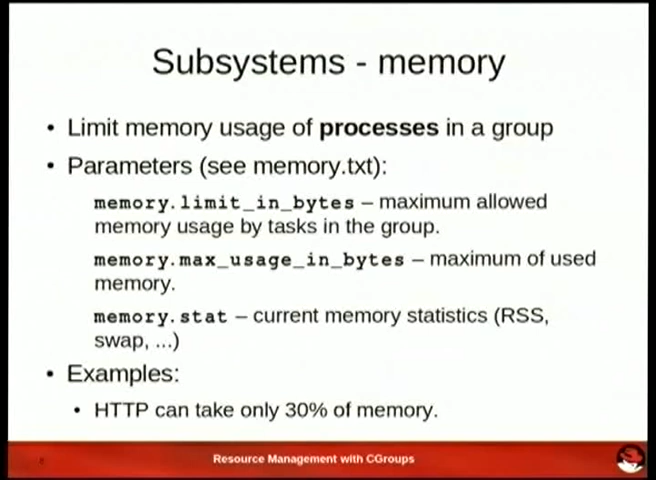 Subsystems - memory
• Limit memory usage of processes in a group
• Parameters (see memory.txt):
memory.limit_in_bytes – maximum allowed
memory usage by tasks in the group.
memory.max_usage_in_bytes – maximum of used
memory.
memory.stat – current memory statistics (RSS,
swap, ...)
• Examples:
• HTTP can take only 30% of memory.
Resource Management with CGroups